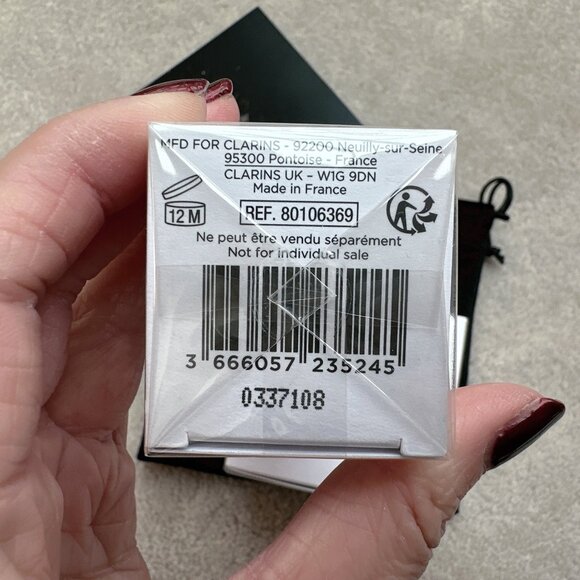 MFD FOR CLARINS - 92200 Neuilly-sur-Seine
95300 Pontoise - France
CLARINS UK – W1G 9DN
Made in France
12 M
REF. 80106369
Ne peut être vendu séparément
Not for individual sale
3 666057 235245
0337108